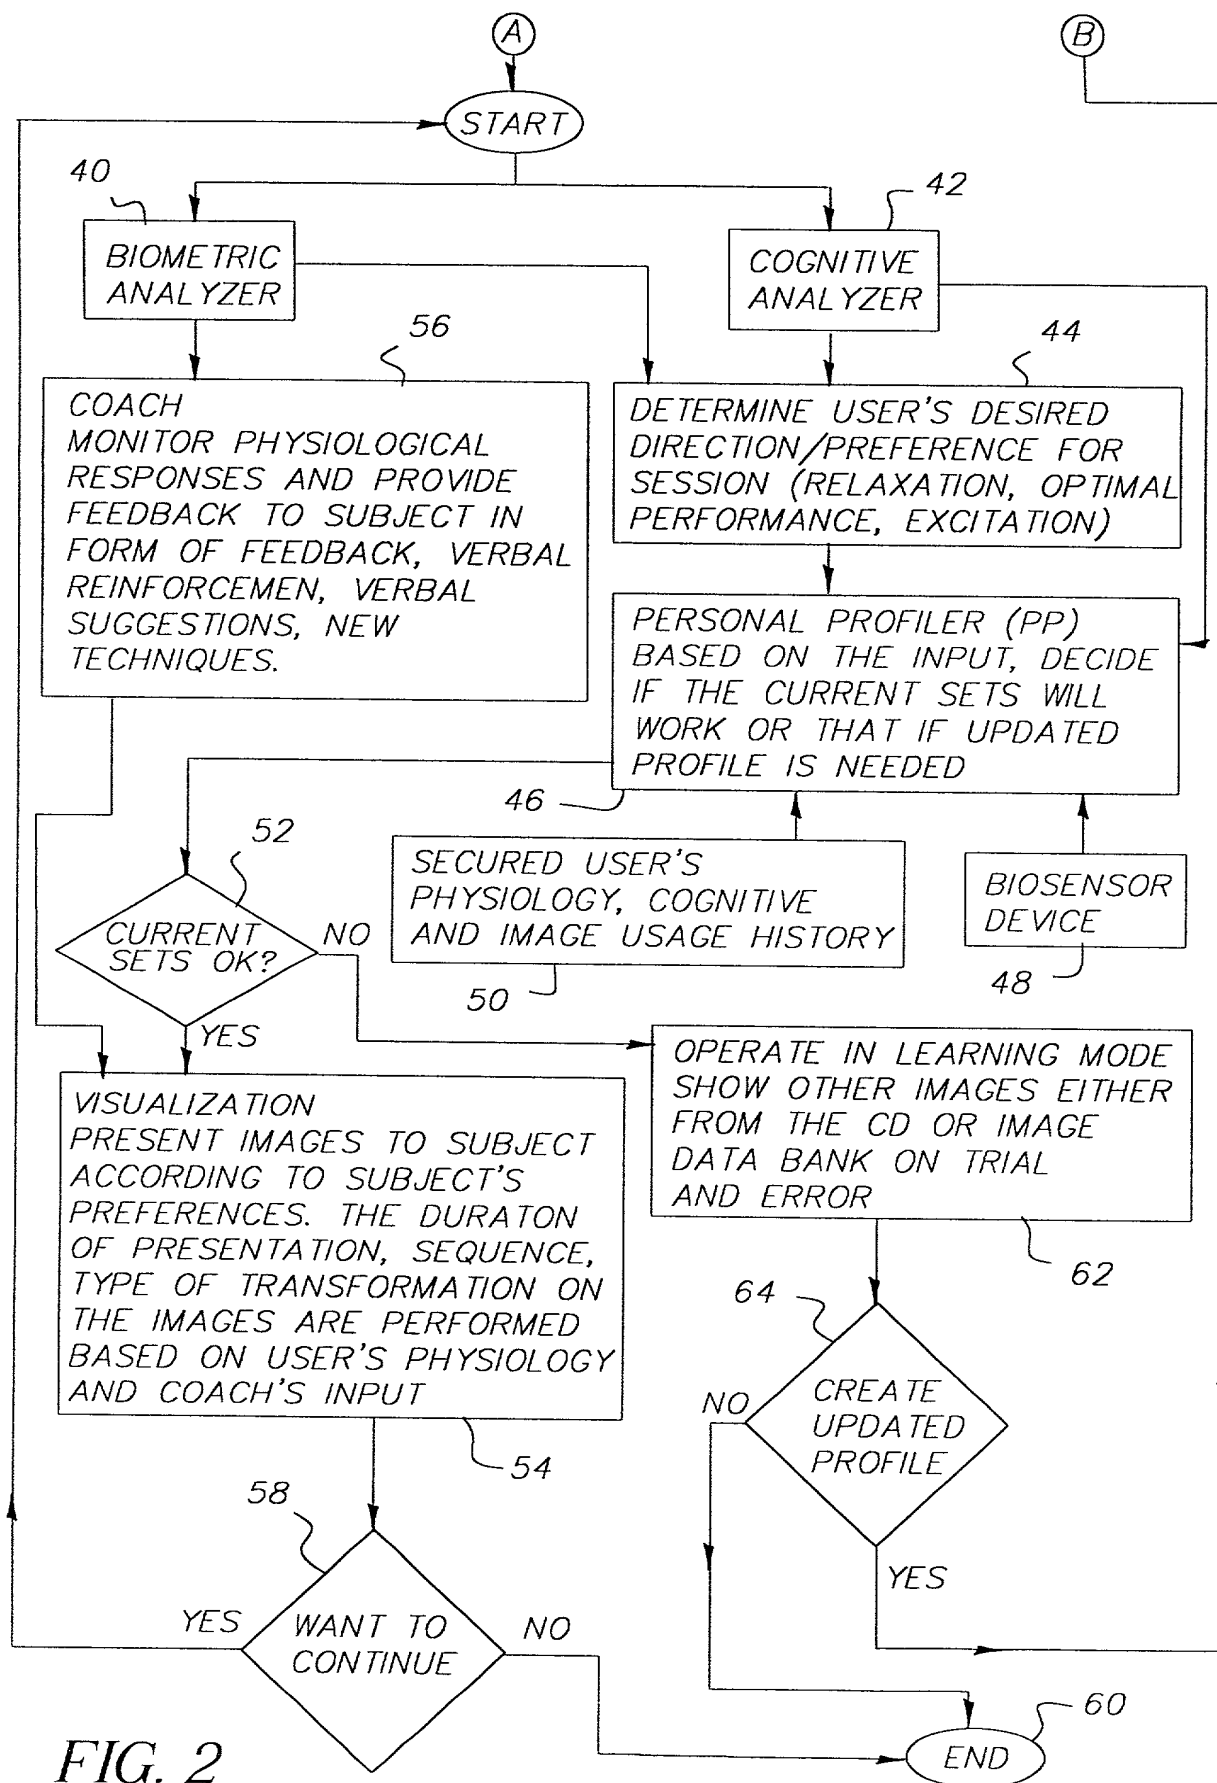 A
B
START
40
42
BIOMETRIC
ANALYZER
COGNITIVE
ANALYZER
56
44
COACH
MONITOR PHYSIOLOGICAL
RESPONSES AND PROVIDE
FEEDBACK TO SUBJECT IN
FORM OF FEEDBACK, VERBAL
REINFORCEMEN, VERBAL
SUGGESTIONS, NEW
TECHNIQUES.
DETERMINE USER'S DESIRED
DIRECTION/PREFERENCE FOR
SESSION (RELAXATION, OPTIMAL
PERFORMANCE, EXCITATION)
PERSONAL PROFILER (PP)
BASED ON THE INPUT, DECIDE
IF THE CURRENT SETS WILL
WORK OR THAT IF UPDATED
PROFILE IS NEEDED
46
52
SECURED USER'S
PHYSIOLOGY, COGNITIVE
AND IMAGE USAGE HISTORY
50
BIOSENSOR
DEVICE
48
CURRENT
SETS OK?
NO
YES
VISUALIZATION
PRESENT IMAGES TO SUBJECT
ACCORDING TO SUBJECT'S
PREFERENCES. THE DURATON
OF PRESENTATION, SEQUENCE,
TYPE OF TRANSFORMATION ON
THE IMAGES ARE PERFORMED
BASED ON USER'S PHYSIOLOGY
AND COACH'S INPUT
54
OPERATE IN LEARNING MODE
SHOW OTHER IMAGES EITHER
FROM THE CD OR IMAGE
DATA BANK ON TRIAL
AND ERROR
62
64
NO
CREATE
UPDATED
PROFILE
YES
58
YES
WANT TO
CONTINUE
NO
60
END
FIG. 2